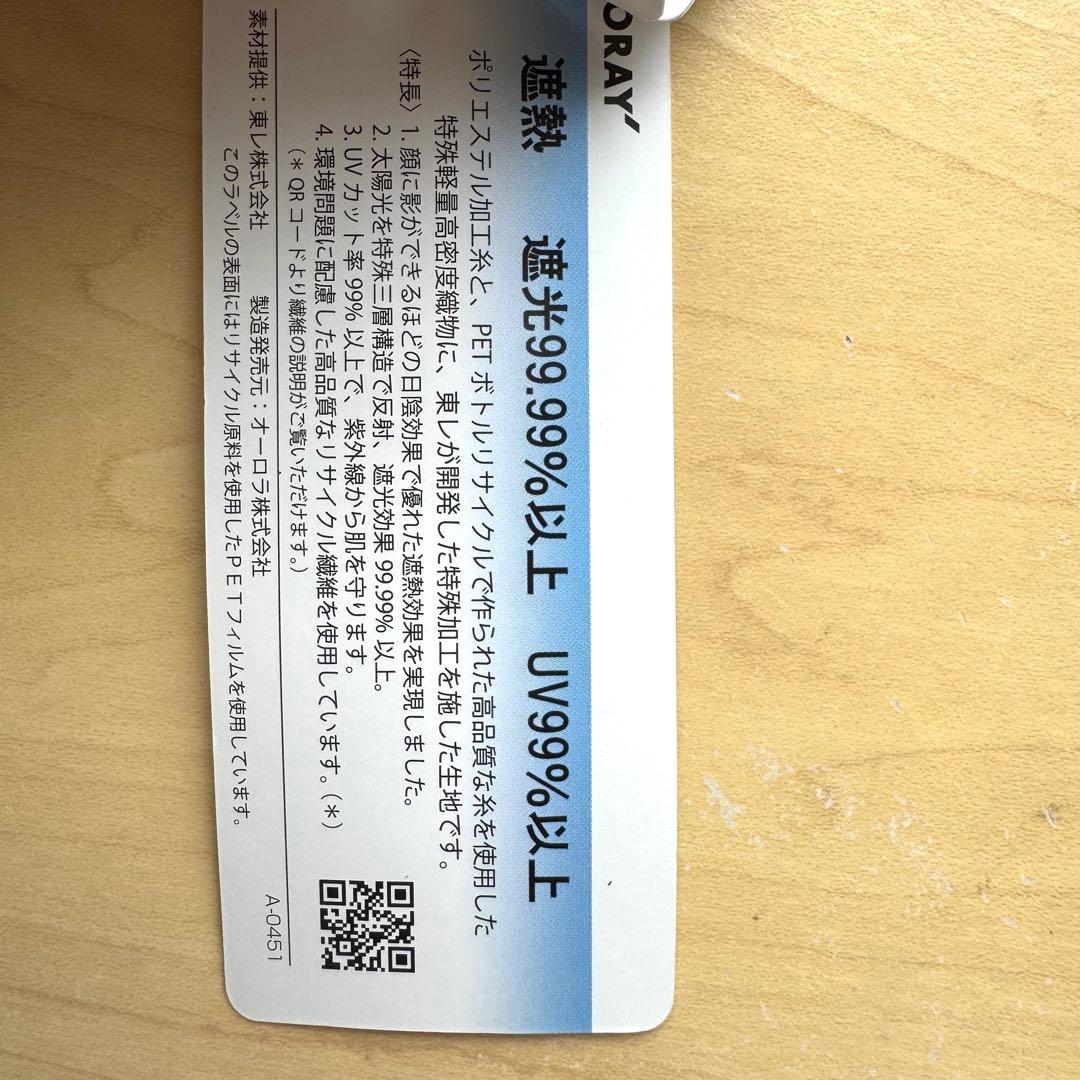 ORAY
遮熱 遮光99.99%以上 UV99%以上
ポリエステル加工糸と、PETボトルリサイクルで作られた高品質な糸を使用した
特殊軽量高密度織物に、東レが開発した特殊加工を施した生地です。
〈特長〉1. 顔に影ができるほどの日陰効果で優れた遮熱効果を実現しました。
2. 太陽光を特殊三層構造で反射、遮光効果 99.99% 以上。
3. UV カット率 99% 以上で、紫外線から肌を守ります。
4. 環境問題に配慮した高品質なリサイクル繊維を使用しています。(＊)
(＊QRコードより繊維の説明がご覧いただけます。)
素材提供：東レ株式会社 製造発売元：オーロラ株式会社 A-0451
このラベルの表面にはリサイクル原料を使用したPETフィルムを使用しています。